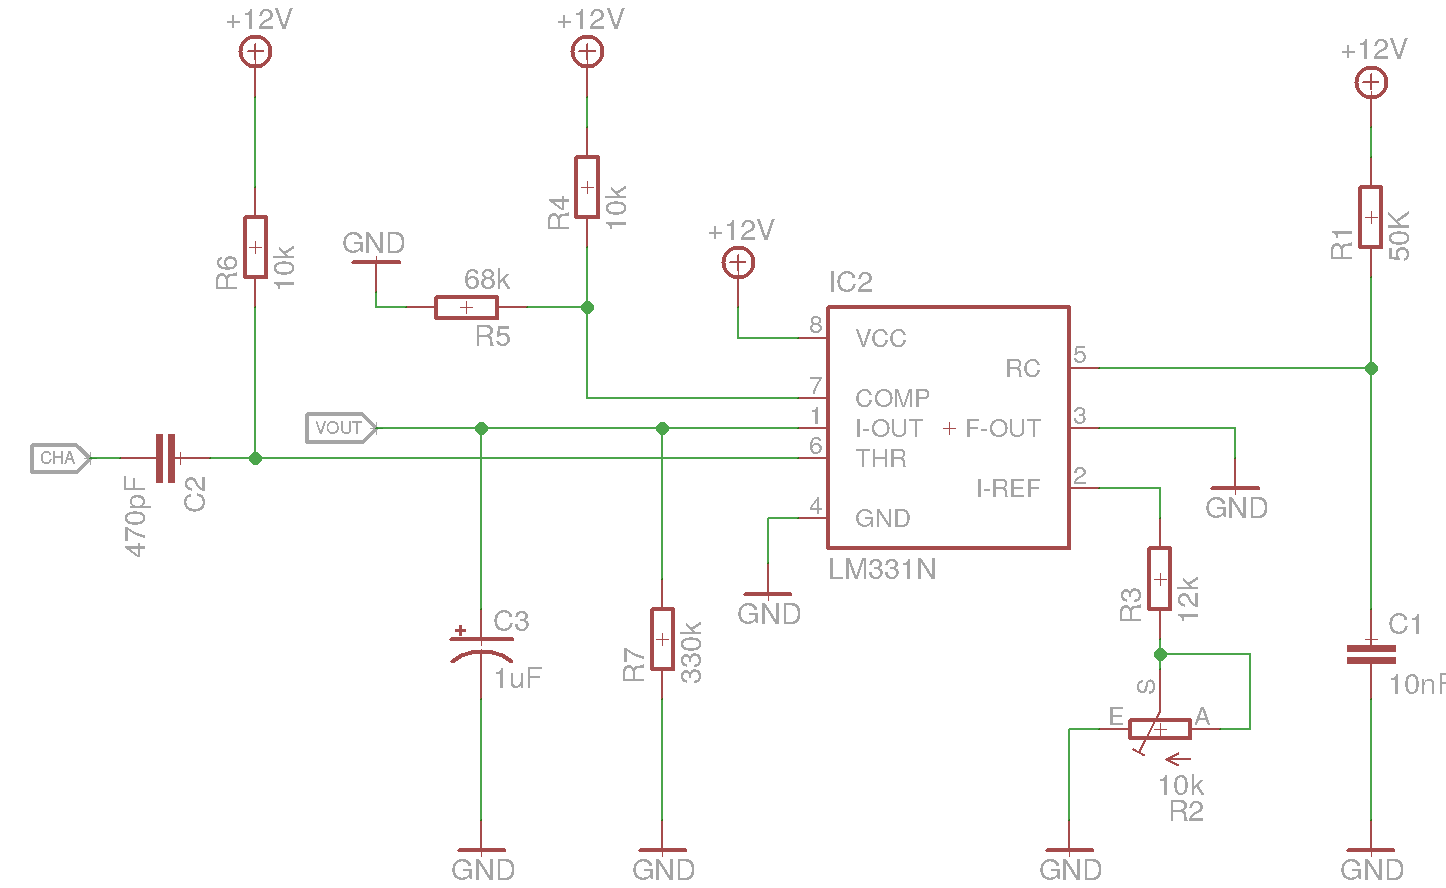 +12V
+12V
+12V
R4
10k
R1
50K
GND
+12V
R6
10k
68k
R5
IC2
8
VCC
5
RC
7
COMP
VOUT
1
I-OUT
F-OUT
3
CHA
6
THR
I-REF
2
470pF
C2
4
GND
GND
LM331N
GND
R3
12k
C3
1uF
R7
330k
C1
10nF
S
E
A
10k
R2
GND
GND
GND
GND